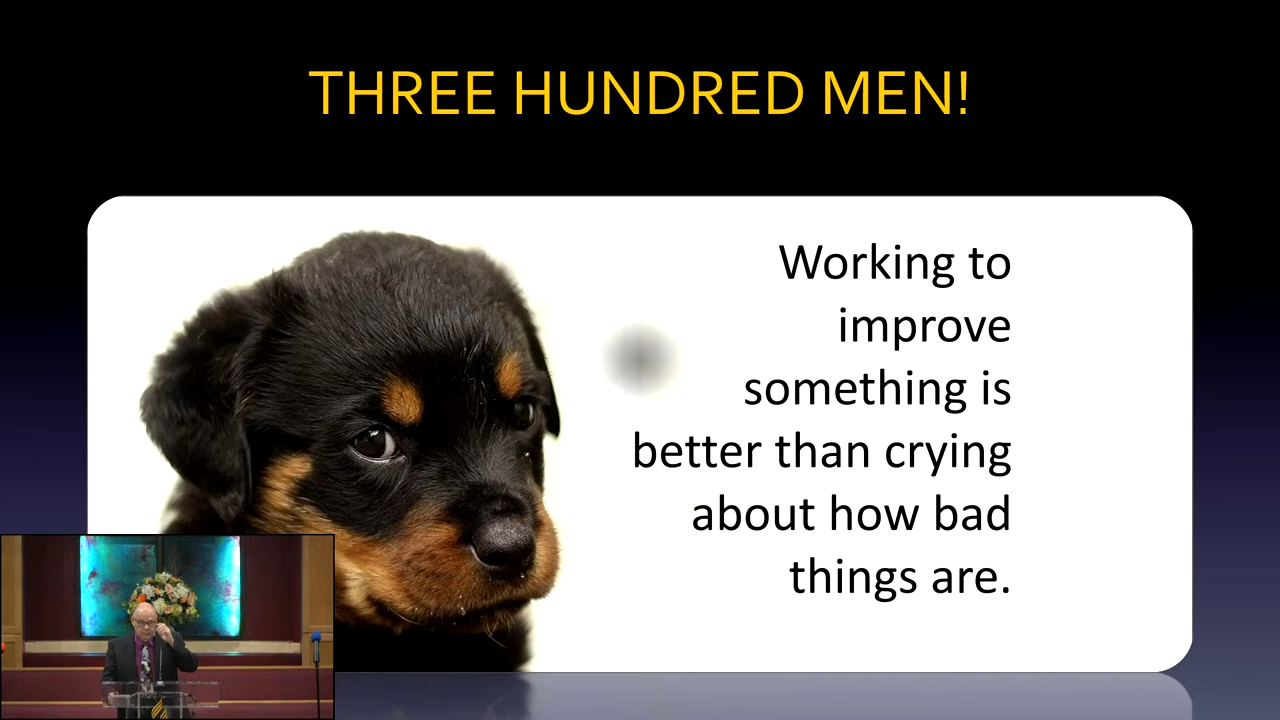 THREE HUNDRED MEN!
Working to
improve
something is
better than crying
about how bad
things are.